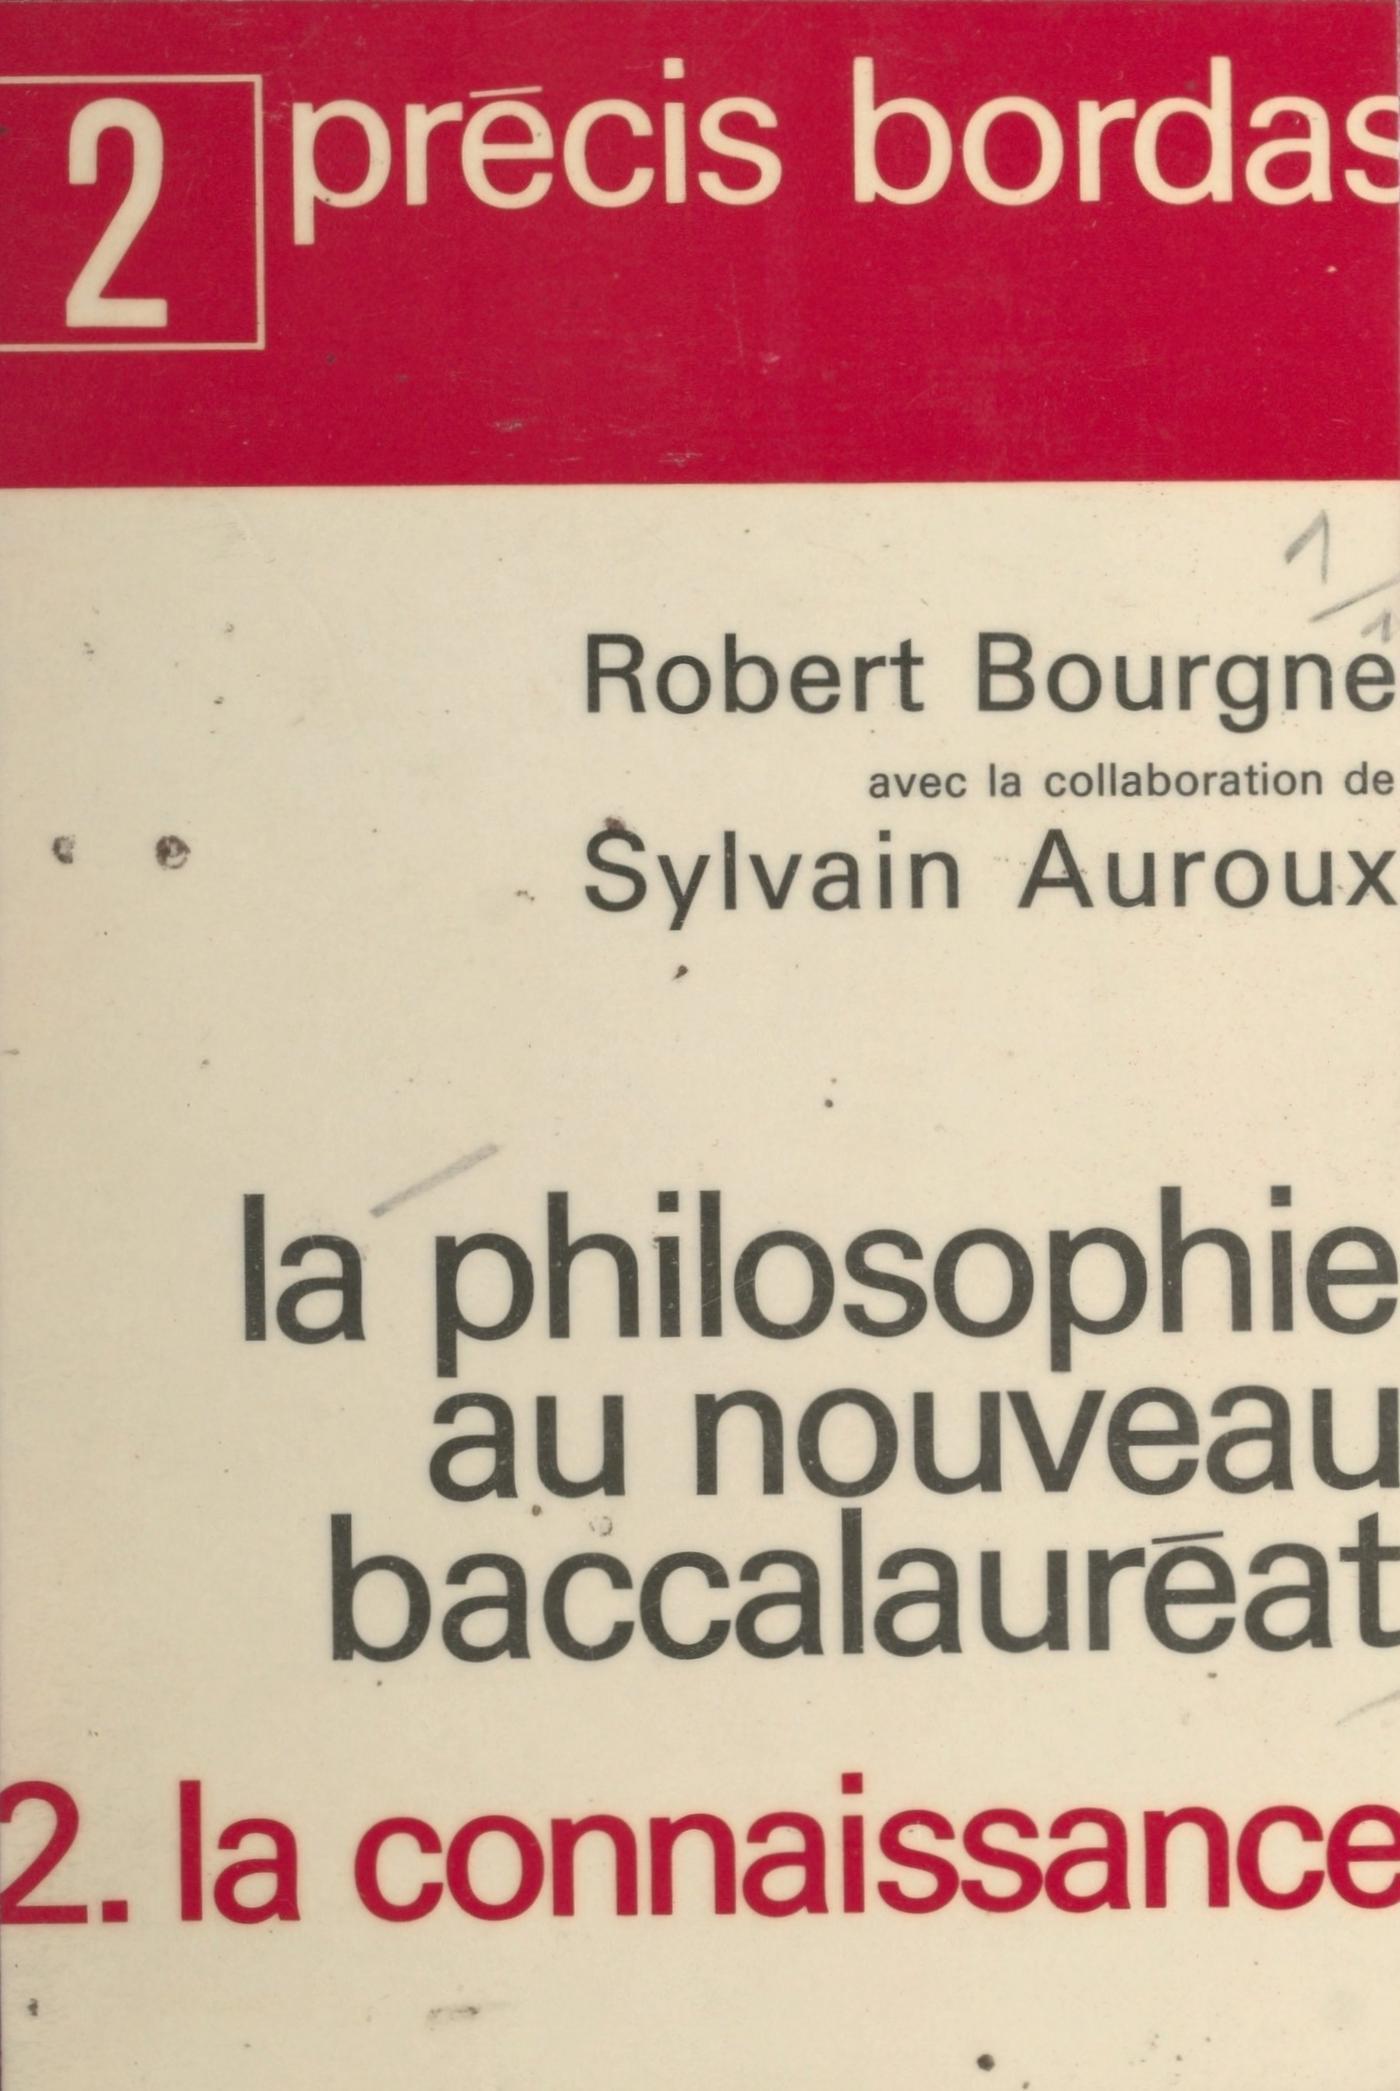 2
précis bordas
Robert Bourgne
avec la collaboration de
Sylvain Auroux
la philosophie
au nouveau
baccalauréat
2. la connaissance